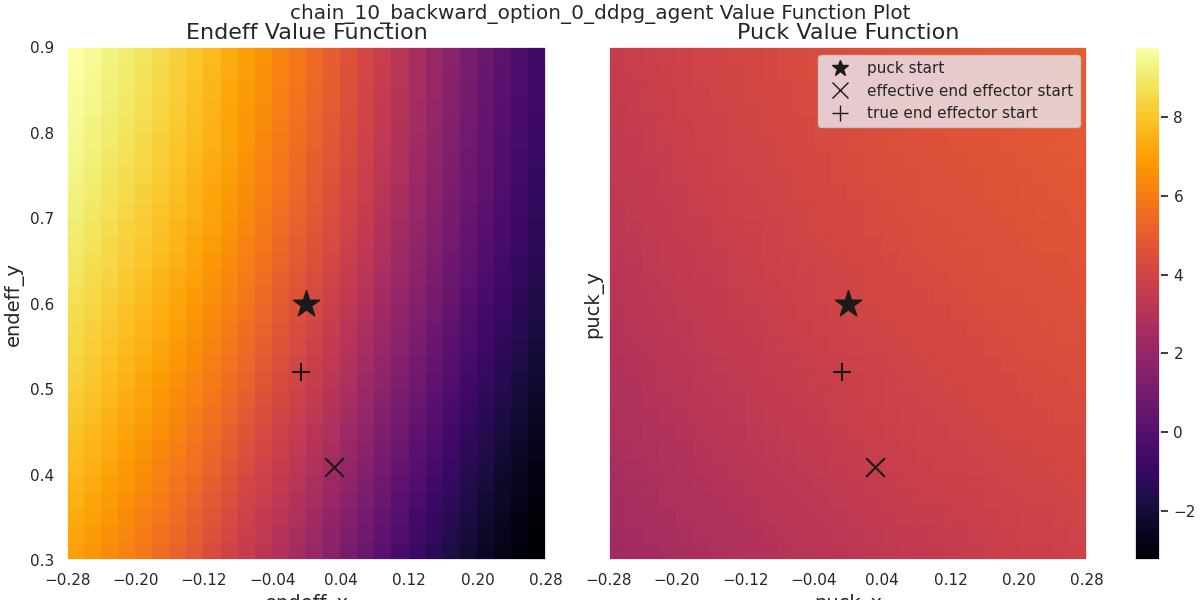 chain_10_backward_option_0_ddpg_agent Value Function Plot
Endeff Value Function
Puck Value Function
puck start
effective end effector start
true end effector start
endeff_y
0.9
0.8
0.7
0.6
0.5
0.4
0.3
−0.28 −0.20 −0.12 −0.04 0.04 0.12 0.20 0.28
endeff_x
puck_y
−0.28 −0.20 −0.12 −0.04 0.04 0.12 0.20 0.28
puck_x
8
6
4
2
0
−2